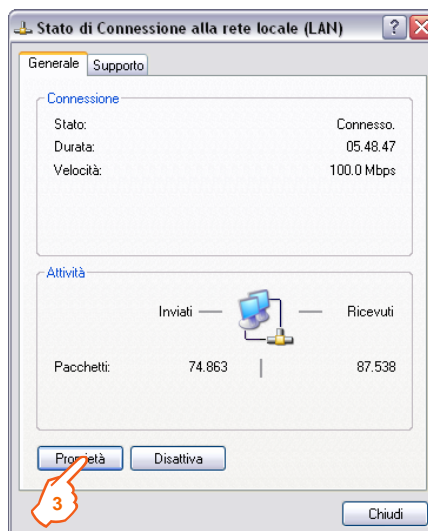 Stato di Connessione alla rete locale (LAN) ?
Generale Supporto
Connessione
Stato: Connesso.
Durata: 05.48.47
Velocità: 100.0 Mbps
Attività
Inviati Ricevuti
Pacchetti: 74.863 87.538
Proprietà Disattiva
3
Chiudi